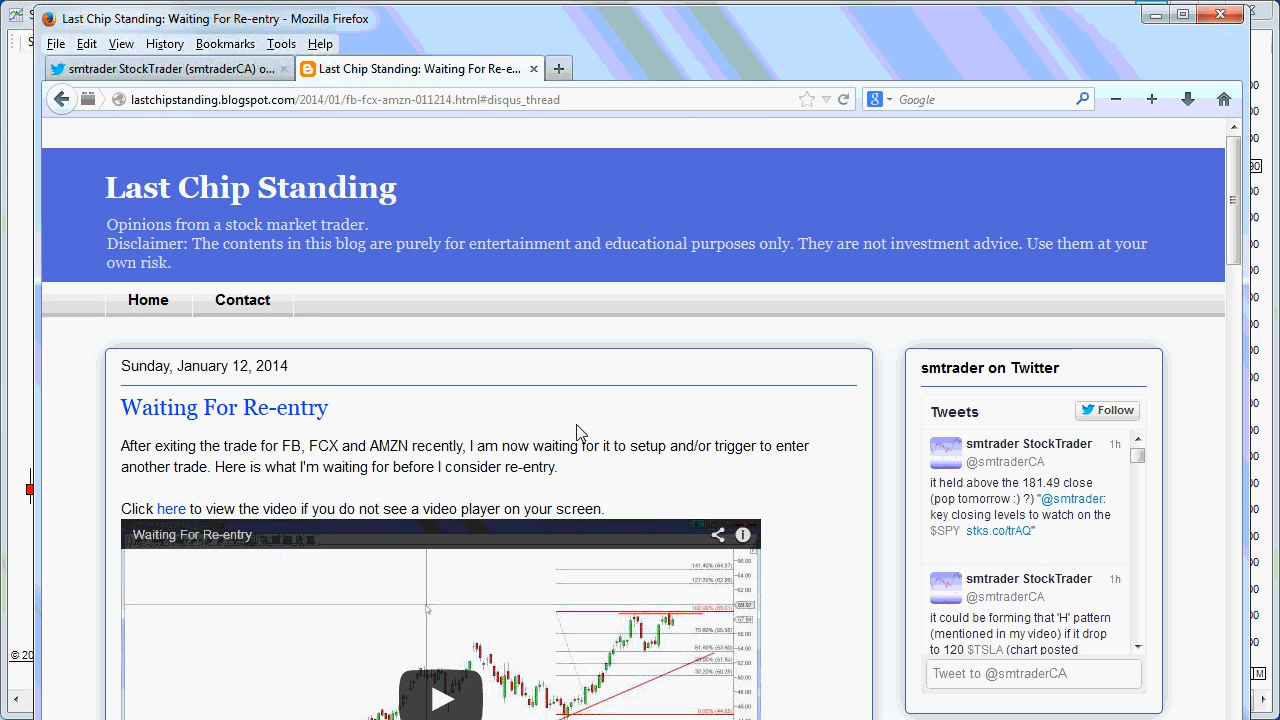 Last Chip Standing: Waiting For Re-entry - Mozilla Firefox
File Edit View History Bookmarks Tools Help
smtrader StockTrader (smtraderCA) o...
Last Chip Standing: Waiting For Re-e...
lastchipstanding.blogspot.com/2014/01/fb-fcx-amzn-011214.html#disqus_thread
Google
Last Chip Standing
Opinions from a stock market trader.
Disclaimer: The contents in this blog are purely for entertainment and educational purposes only. They are not investment advice. Use them at your
own risk.
Home Contact
Sunday, January 12, 2014
Waiting For Re-entry
After exiting the trade for FB, FCX and AMZN recently, I am now waiting for it to setup and/or trigger to enter
another trade. Here is what I'm waiting for before I consider re-entry.
Click here to view the video if you do not see a video player on your screen.
Waiting For Re-entry
smtrader on Twitter
Tweets
Follow
smtrader StockTrader 1h
@smtraderCA
it held above the 181.49 close
(pop tomorrow :) ?) "@smtrader:
key closing levels to watch on the
$SPY stks.co/trAQ"
smtrader StockTrader 1h
@smtraderCA
it could be forming that 'H' pattern
(mentioned in my video) if it drop
to 120 $TSLA (chart posted
Tweet to @smtraderCA
© 20